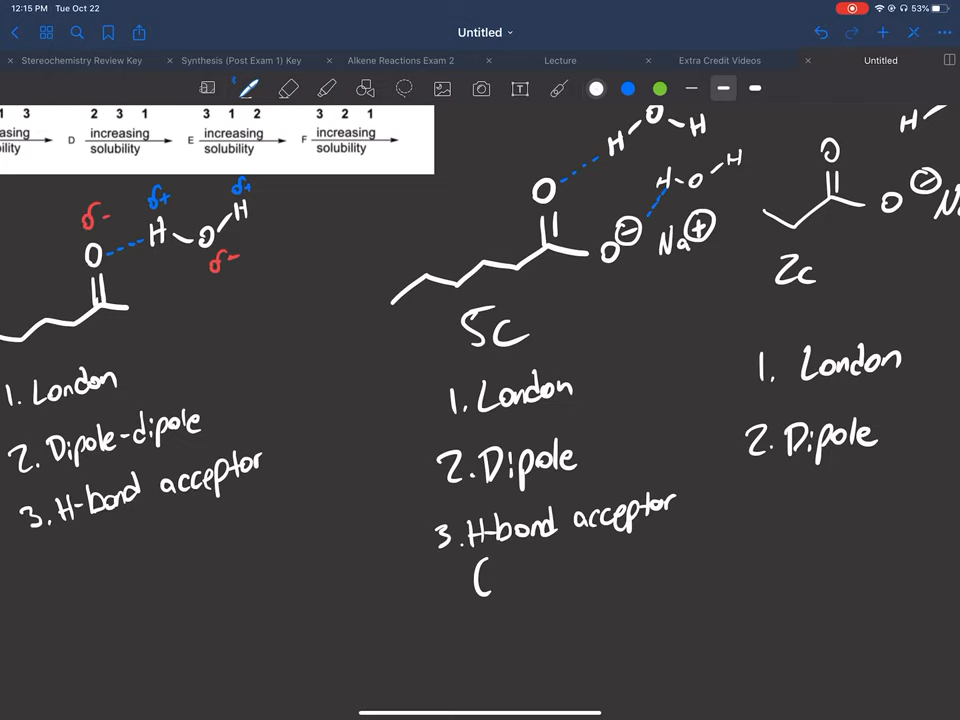 12:15 PM Tue Oct 22
53%
Untitled
Stereochemistry Review Key
Synthesis (Post Exam 1) Key
Alkene Reactions Exam 2
Lecture
Extra Credit Videos
Untitled
1 3
asing
ility
D
2 3 1
increasing
solubility
E
3 1 2
increasing
solubility
F
3 2 1
increasing
solubility
δ-
δ+
δ+
O
H
O
H
δ-
1. London
2. Dipole-dipole
3. H-bond acceptor
H
O
H
O
H-O
H
O
Na
5C
1. London
2. Dipole
3. H-bond acceptor
(
H
O
O
N
2C
1. London
2. Dipole